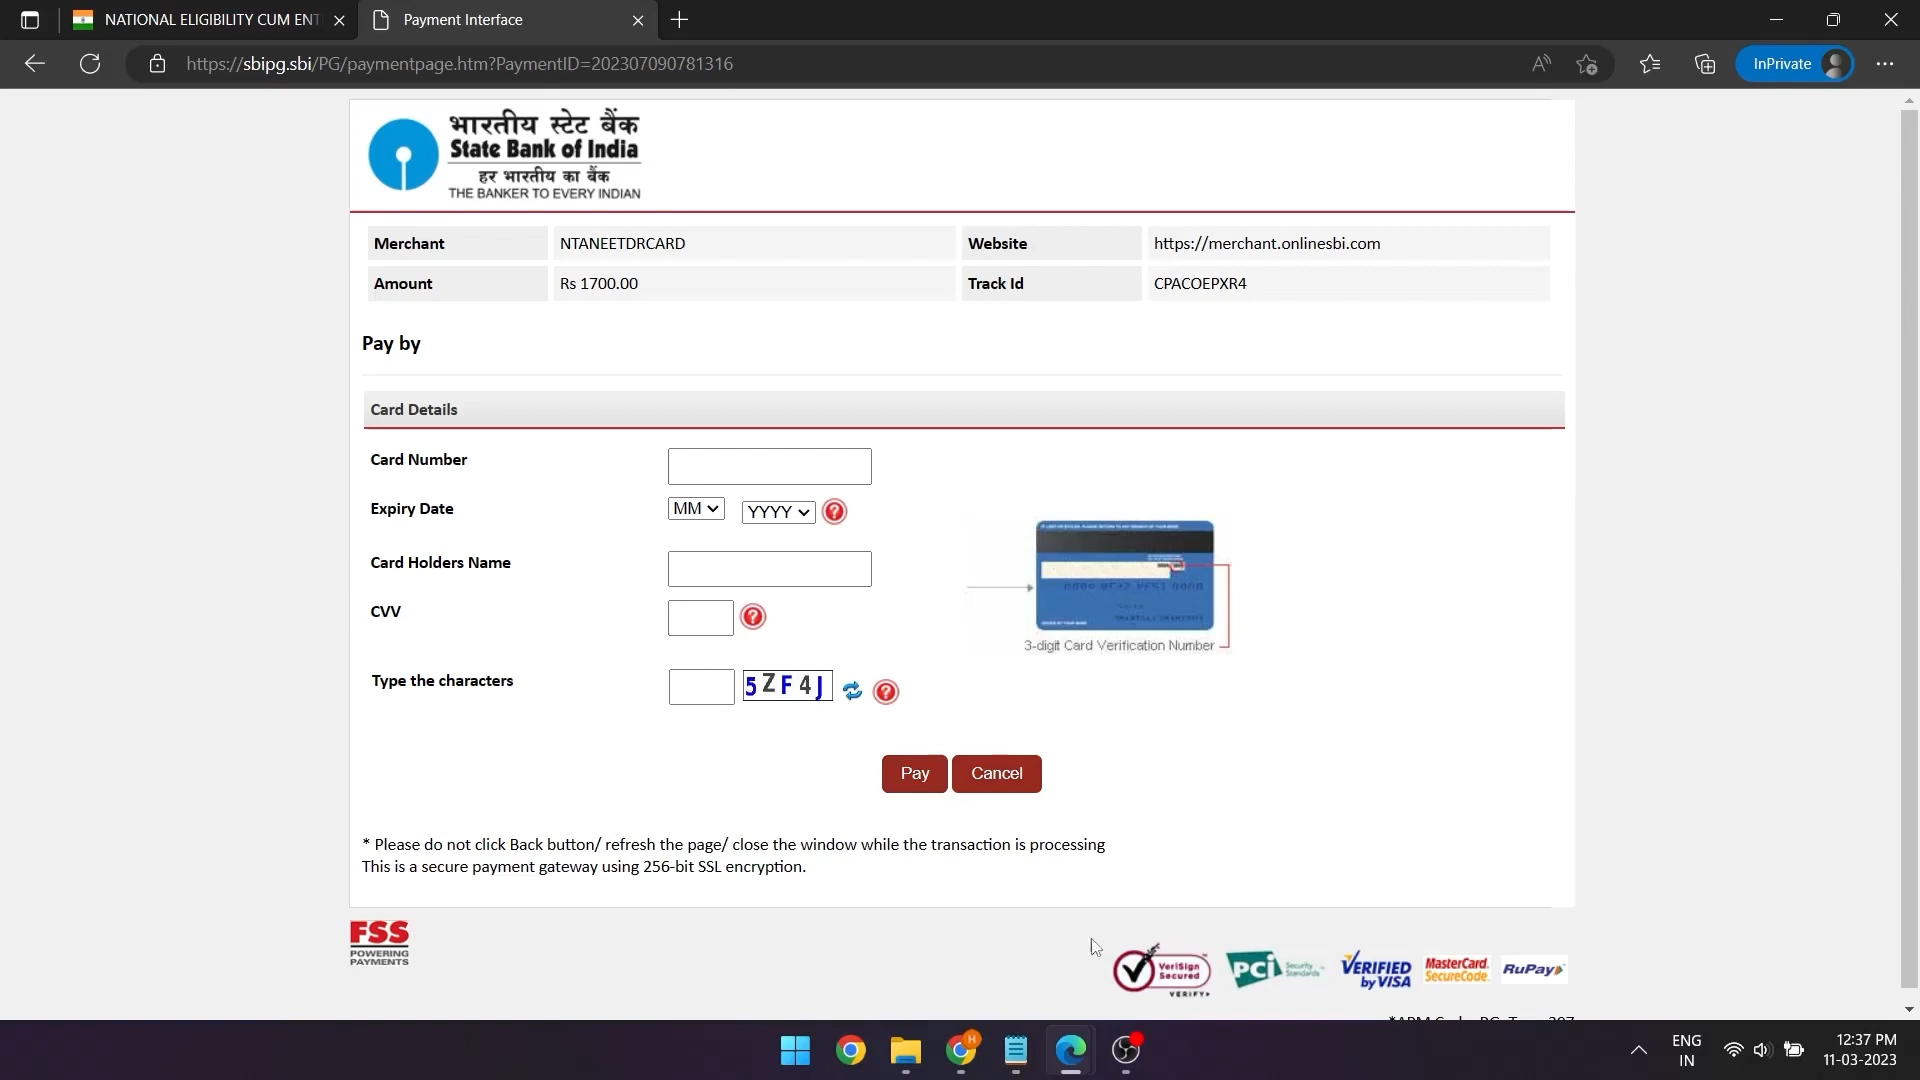 NATIONAL ELIGIBILITY CUM ENT
Payment Interface
https://sbipg.sbi/PG/paymentpage.htm?PaymentID=202307090781316
InPrivate
भारतीय स्टेट बैंक
State Bank of India
हर भारतीय का बैंक
THE BANKER TO EVERY INDIAN
Merchant NTANEETDRCARD Website https://merchant.onlinesbi.com
Amount Rs 1700.00 Track Id CPACOEPXR4
Pay by
Card Details
Card Number
Expiry Date MM YYYY ?
Card Holders Name
CVV ?
3-digit Card Verification Number
Type the characters 5ZF4J ?
Pay Cancel
* Please do not click Back button/ refresh the page/ close the window while the transaction is processing
This is a secure payment gateway using 256-bit SSL encryption.
FSS
POWERING
PAYMENTS
VeriSign
Secured
VERIFY
PCI Security
Standards
VERIFIED
by VISA
MasterCard.
SecureCode.
RuPay
H
ENG
IN
12:37 PM
11-03-2023